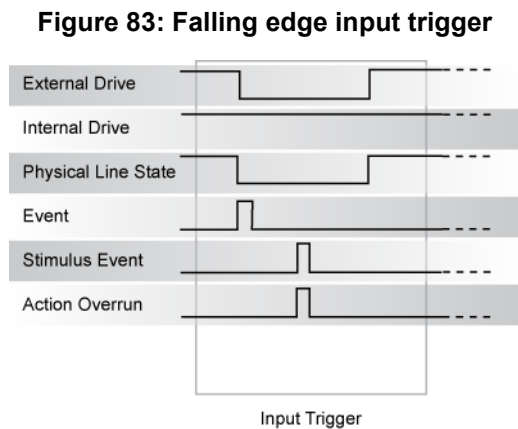 Figure 83: Falling edge input trigger
External Drive
Internal Drive
Physical Line State
Event
Stimulus Event
Action Overrun
Input Trigger